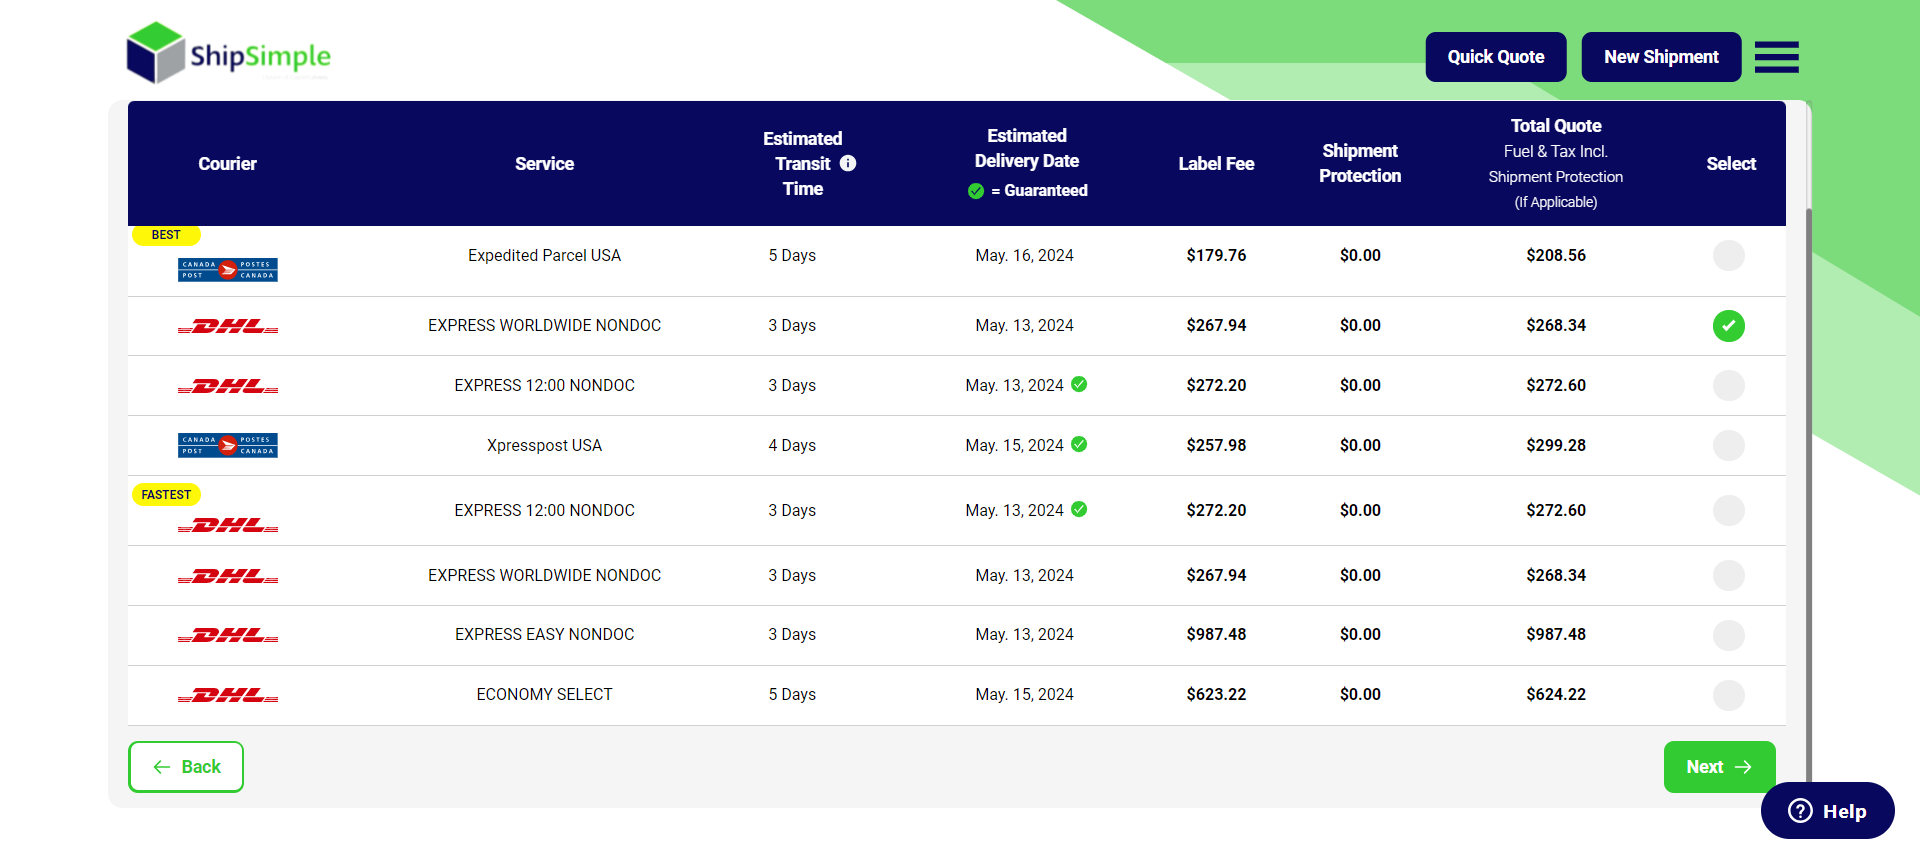 ShipSimple
Quick Quote
New Shipment
Courier
Service
Estimated
Transit
Time
Estimated
Delivery Date
= Guaranteed
Label Fee
Shipment
Protection
Total Quote
Fuel & Tax Incl.
Shipment Protection
(If Applicable)
Select
BEST
CANADA POSTES
POST CANADA
Expedited Parcel USA 5 Days May. 16, 2024 $179.76 $0.00 $208.56
DHL EXPRESS WORLDWIDE NONDOC 3 Days May. 13, 2024 $267.94 $0.00 $268.34
DHL EXPRESS 12:00 NONDOC 3 Days May. 13, 2024 $272.20 $0.00 $272.60
CANADA POSTES
POST CANADA
Xpresspost USA 4 Days May. 15, 2024 $257.98 $0.00 $299.28
FASTEST
DHL EXPRESS 12:00 NONDOC 3 Days May. 13, 2024 $272.20 $0.00 $272.60
DHL EXPRESS WORLDWIDE NONDOC 3 Days May. 13, 2024 $267.94 $0.00 $268.34
DHL EXPRESS EASY NONDOC 3 Days May. 13, 2024 $987.48 $0.00 $987.48
DHL ECONOMY SELECT 5 Days May. 15, 2024 $623.22 $0.00 $624.22
Back
Next
Help